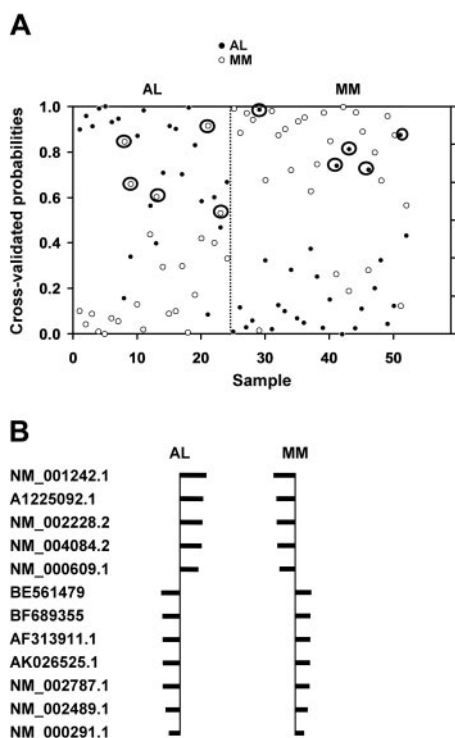 A
AL
MM
AL MM
Cross-validated probabilities
1.0
0.8
0.6
0.4
0.2
0.0
0 10 20 30 40 50
Sample
B
AL MM
NM_001242.1
A1225092.1
NM_002228.2
NM_004084.2
NM_000609.1
BE561479
BF689355
AF313911.1
AK026525.1
NM_002787.1
NM_002489.1
NM_000291.1